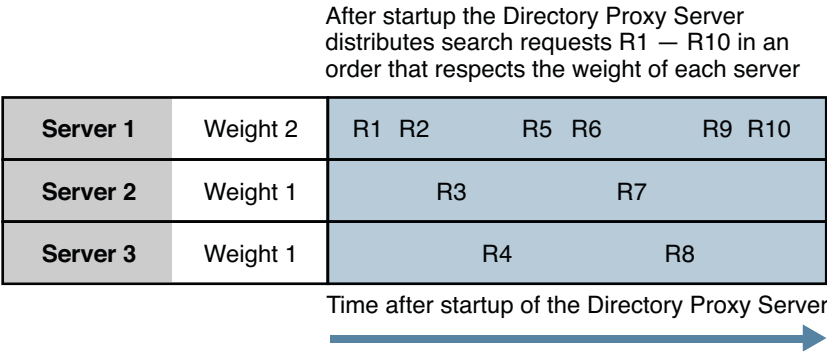 After startup the Directory Proxy Server
distributes search requests R1 — R10 in an
order that respects the weight of each server
Server 1 Weight 2 R1 R2 R5 R6 R9 R10
Server 2 Weight 1 R3 R7
Server 3 Weight 1 R4 R8
Time after startup of the Directory Proxy Server